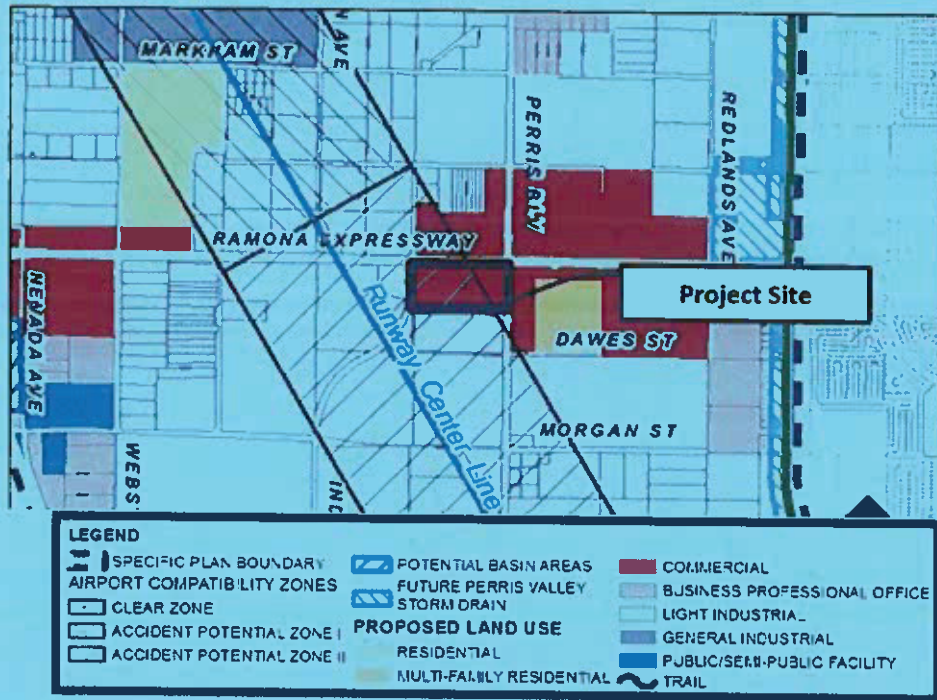 MARKHAM ST
AVE
PERRIS BLV
REDLANDS AVE
RAMONA EXPRESSWAY
Project Site
NENADA AVE
Runway Center-Line
DAWES ST
MORGAN ST
WEBS
LEGEND
SPECIFIC PLAN BOUNDARY
AIRPORT COMPATIBILITY ZONES
CLEAR ZONE
ACCIDENT POTENTIAL ZONE I
ACCIDENT POTENTIAL ZONE II
POTENTIAL BASIN AREAS
FUTURE PERRIS VALLEY
STORM DRAIN
PROPOSED LAND USE
RESIDENTIAL
MULTI-FAMILY RESIDENTIAL
COMMERCIAL
BUSINESS PROFESSIONAL OFFICE
LIGHT INDUSTRIAL
GENERAL INDUSTRIAL
PUBLIC/SEMI-PUBLIC FACILITY
TRAIL